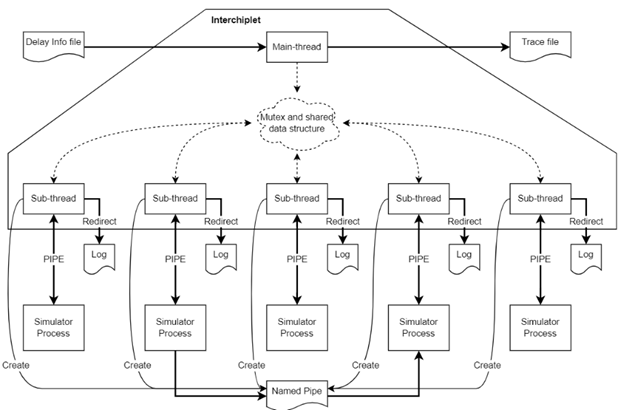 Interchiplet
Delay Info file
Main-thread
Trace file
Mutex and shared
data structure
Sub-thread
Sub-thread
Sub-thread
Sub-thread
Sub-thread
Redirect
Redirect
Redirect
Redirect
Redirect
PIPE
Log
PIPE
Log
PIPE
Log
PIPE
Log
PIPE
Log
Simulator
Process
Simulator
Process
Simulator
Process
Simulator
Process
Simulator
Process
Create
Create
Create
Create
Create
Named Pipe